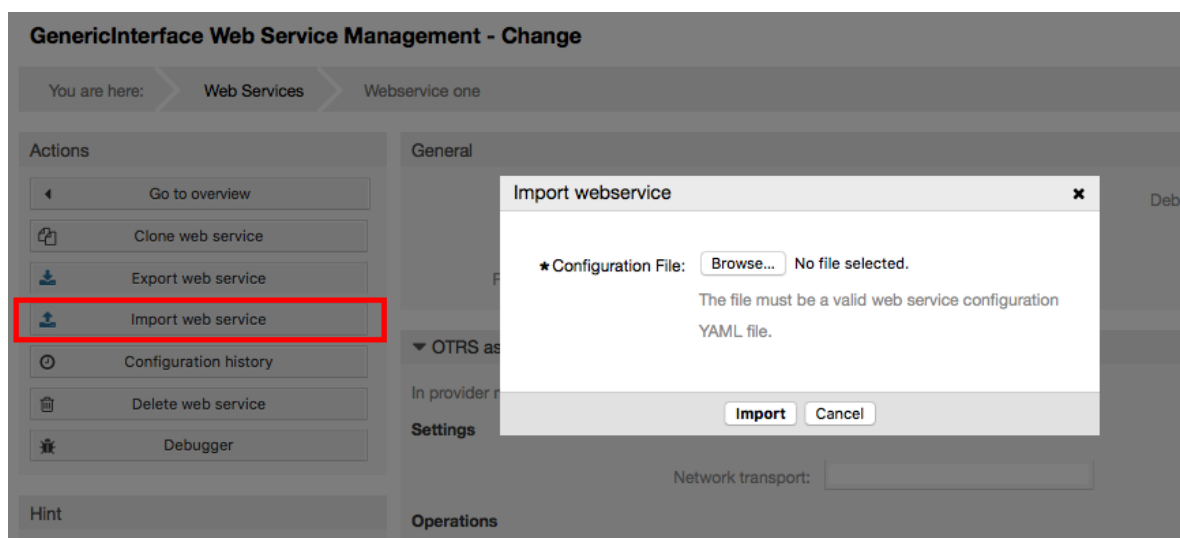 GenericInterface Web Service Management - Change
You are here: Web Services Webservice one
Actions
Go to overview
Clone web service
Export web service
Import web service
Configuration history
Delete web service
Debugger
Hint
General
Deb
Import webservice
* Configuration File: Browse... No file selected.
The file must be a valid web service configuration
YAML file.
Import Cancel
OTRS as
In provider
Settings
Network transport:
Operations